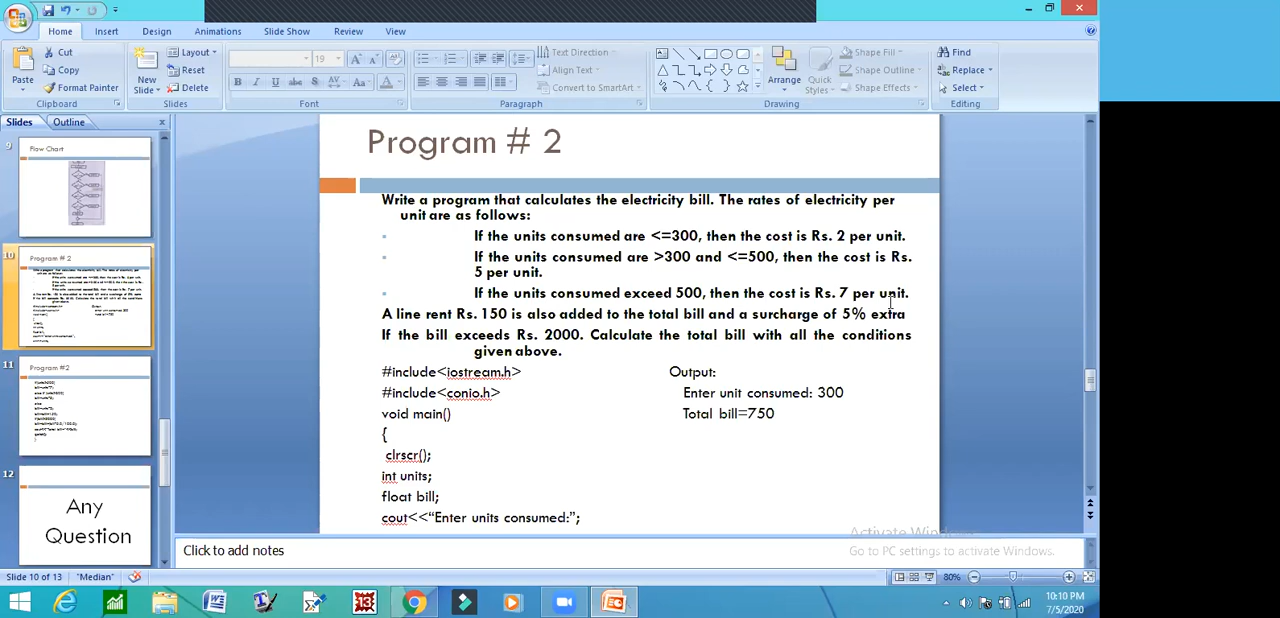 Home Insert Design Animations Slide Show Review View
Cut
Copy
Format Painter
Paste
Clipboard
New Slide
Layout
Reset
Delete
Slides
19
Font
Paragraph
Text Direction
Align Text
Convert to SmartArt
Arrange
Quick Styles
Shape Fill
Shape Outline
Shape Effects
Drawing
Find
Replace
Select
Editing
Slides Outline
9
Flow Chart
10
Program # 2
11
Program #2
12
Any
Question
Program # 2
Write a program that calculates the electricity bill. The rates of electricity per
unit are as follows:
If the units consumed are <=300, then the cost is Rs. 2 per unit.
If the units consumed are >300 and <=500, then the cost is Rs.
5 per unit.
If the units consumed exceed 500, then the cost is Rs. 7 per unit.
A line rent Rs. 150 is also added to the total bill and a surcharge of 5% extra
If the bill exceeds Rs. 2000. Calculate the total bill with all the conditions
given above.
#include<iostream.h> Output:
#include<conio.h> Enter unit consumed: 300
void main() Total bill=750
{
clrscr();
int units;
float bill;
cout<<“Enter units consumed:”;
Activate Windows
Go to PC settings to activate Windows.
Click to add notes
Slide 10 of 13 "Median" 80%
10:10 PM
7/5/2020